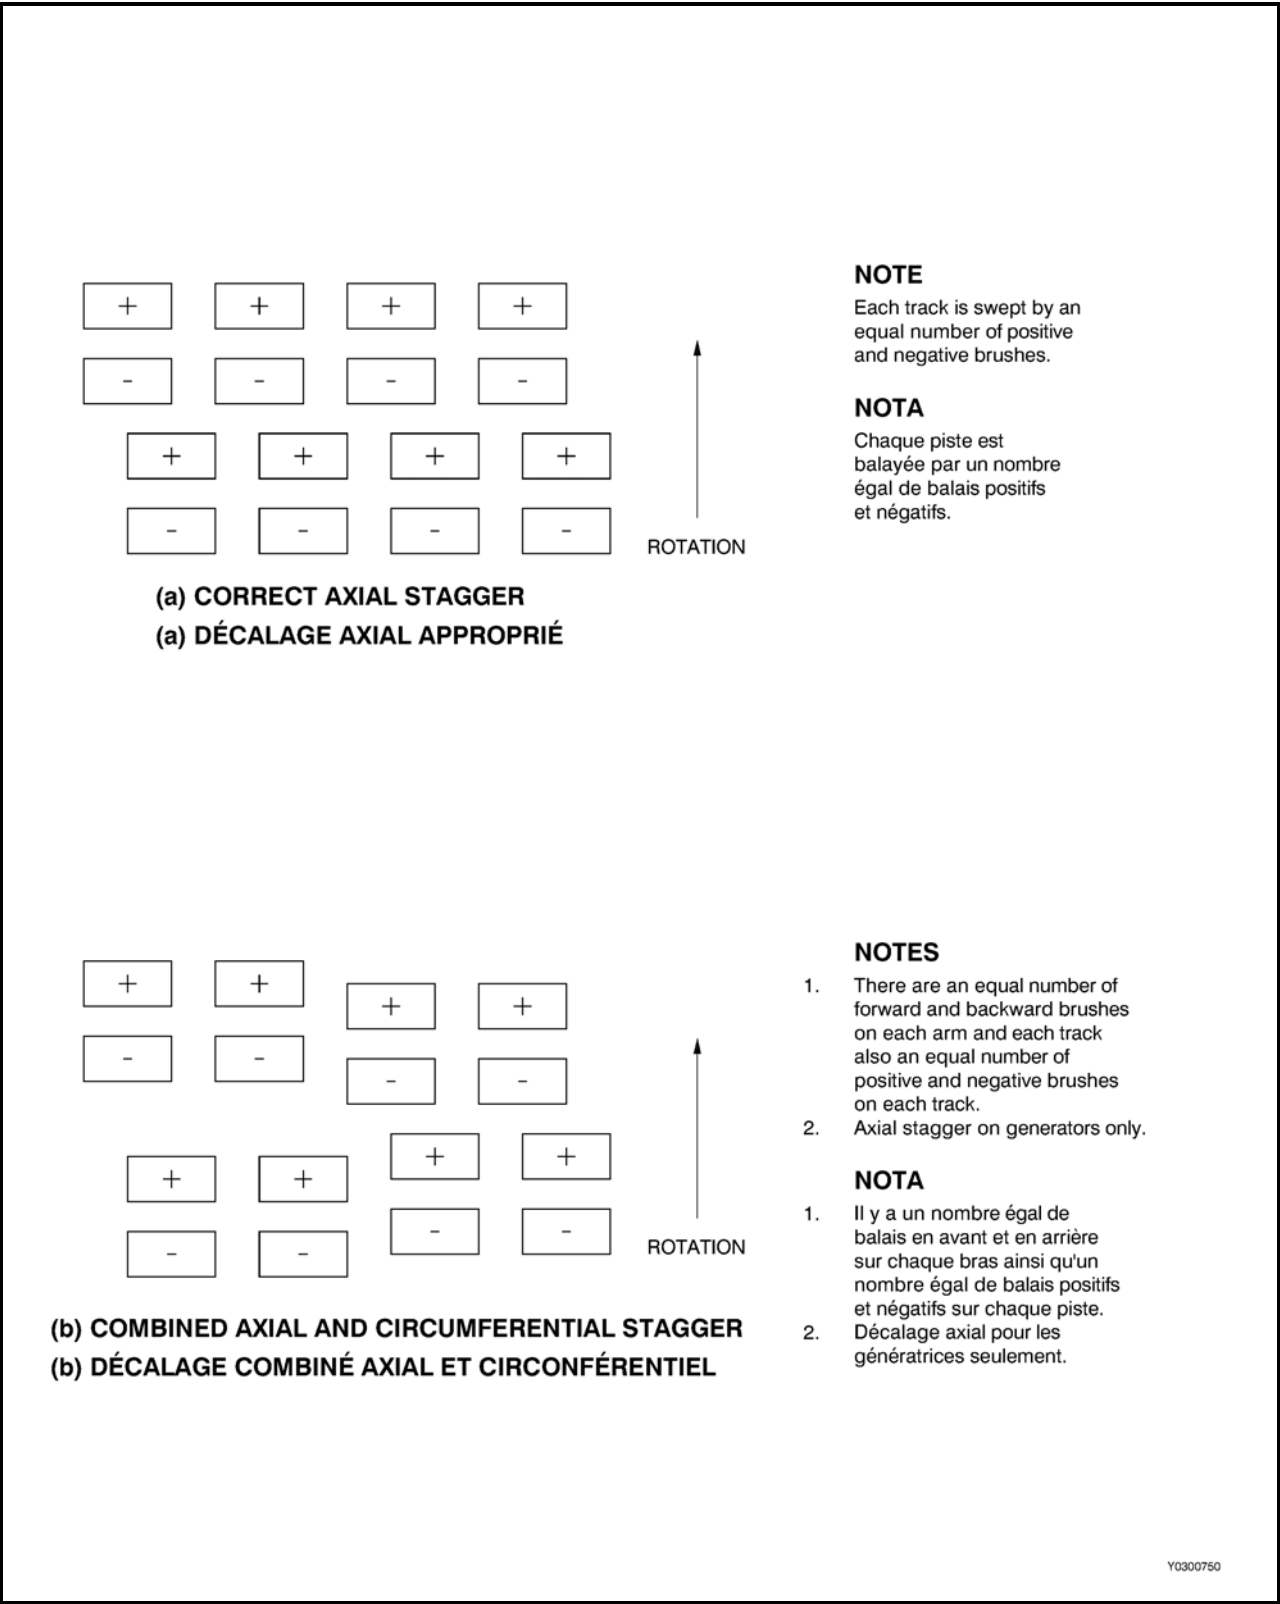 + + + +
- - - -
+ + + +
- - - -
ROTATION
(a) CORRECT AXIAL STAGGER
(a) DÉCALAGE AXIAL APPROPRIÉ
NOTE
Each track is swept by an
equal number of positive
and negative brushes.
NOTA
Chaque piste est
balayée par un nombre
égal de balais positifs
et négatifs.
+ +
+ +
- -
- -
+ +
+ +
- -
- -
ROTATION
(b) COMBINED AXIAL AND CIRCUMFERENTIAL STAGGER
(b) DÉCALAGE COMBINÉ AXIAL ET CIRCONFÉRENTIEL
NOTES
1. There are an equal number of
forward and backward brushes
on each arm and each track
also an equal number of
positive and negative brushes
on each track.
2. Axial stagger on generators only.
NOTA
1. Il y a un nombre égal de
balais en avant et en arrière
sur chaque bras ainsi qu'un
nombre égal de balais positifs
et négatifs sur chaque piste.
2. Décalage axial pour les
génératrices seulement.
Y0300750